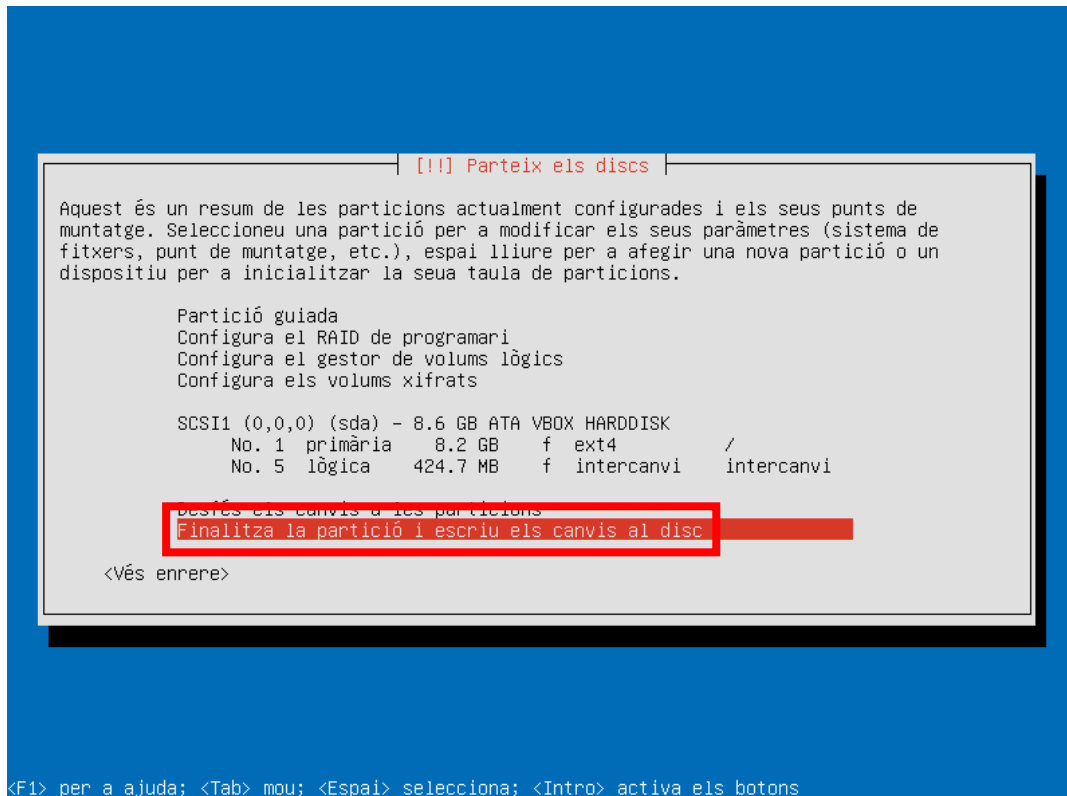 [!!] Parteix els discs
Aquest és un resum de les particions actualment configurades i els seus punts de
muntatge. Seleccioneu una partició per a modificar els seus paràmetres (sistema de
fitxers, punt de muntatge, etc.), espai lliure per a afegir una nova partició o un
dispositiu per a inicialitzar la seua taula de particions.
Partició guiada
Configura el RAID de programari
Configura el gestor de volums lògics
Configura els volums xifrats
SCSI1 (0,0,0) (sda) - 8.6 GB ATA VBOX HARDDISK
No. 1 primària 8.2 GB f ext4 /
No. 5 lògica 424.7 MB f intercanvi intercanvi
Desfés els canvis a les particions
Finalitza la partició i escriu els canvis al disc
<Vés enrere>
<F1> per a ajuda; <Tab> mou; <Espai> selecciona; <Intro> activa els botons